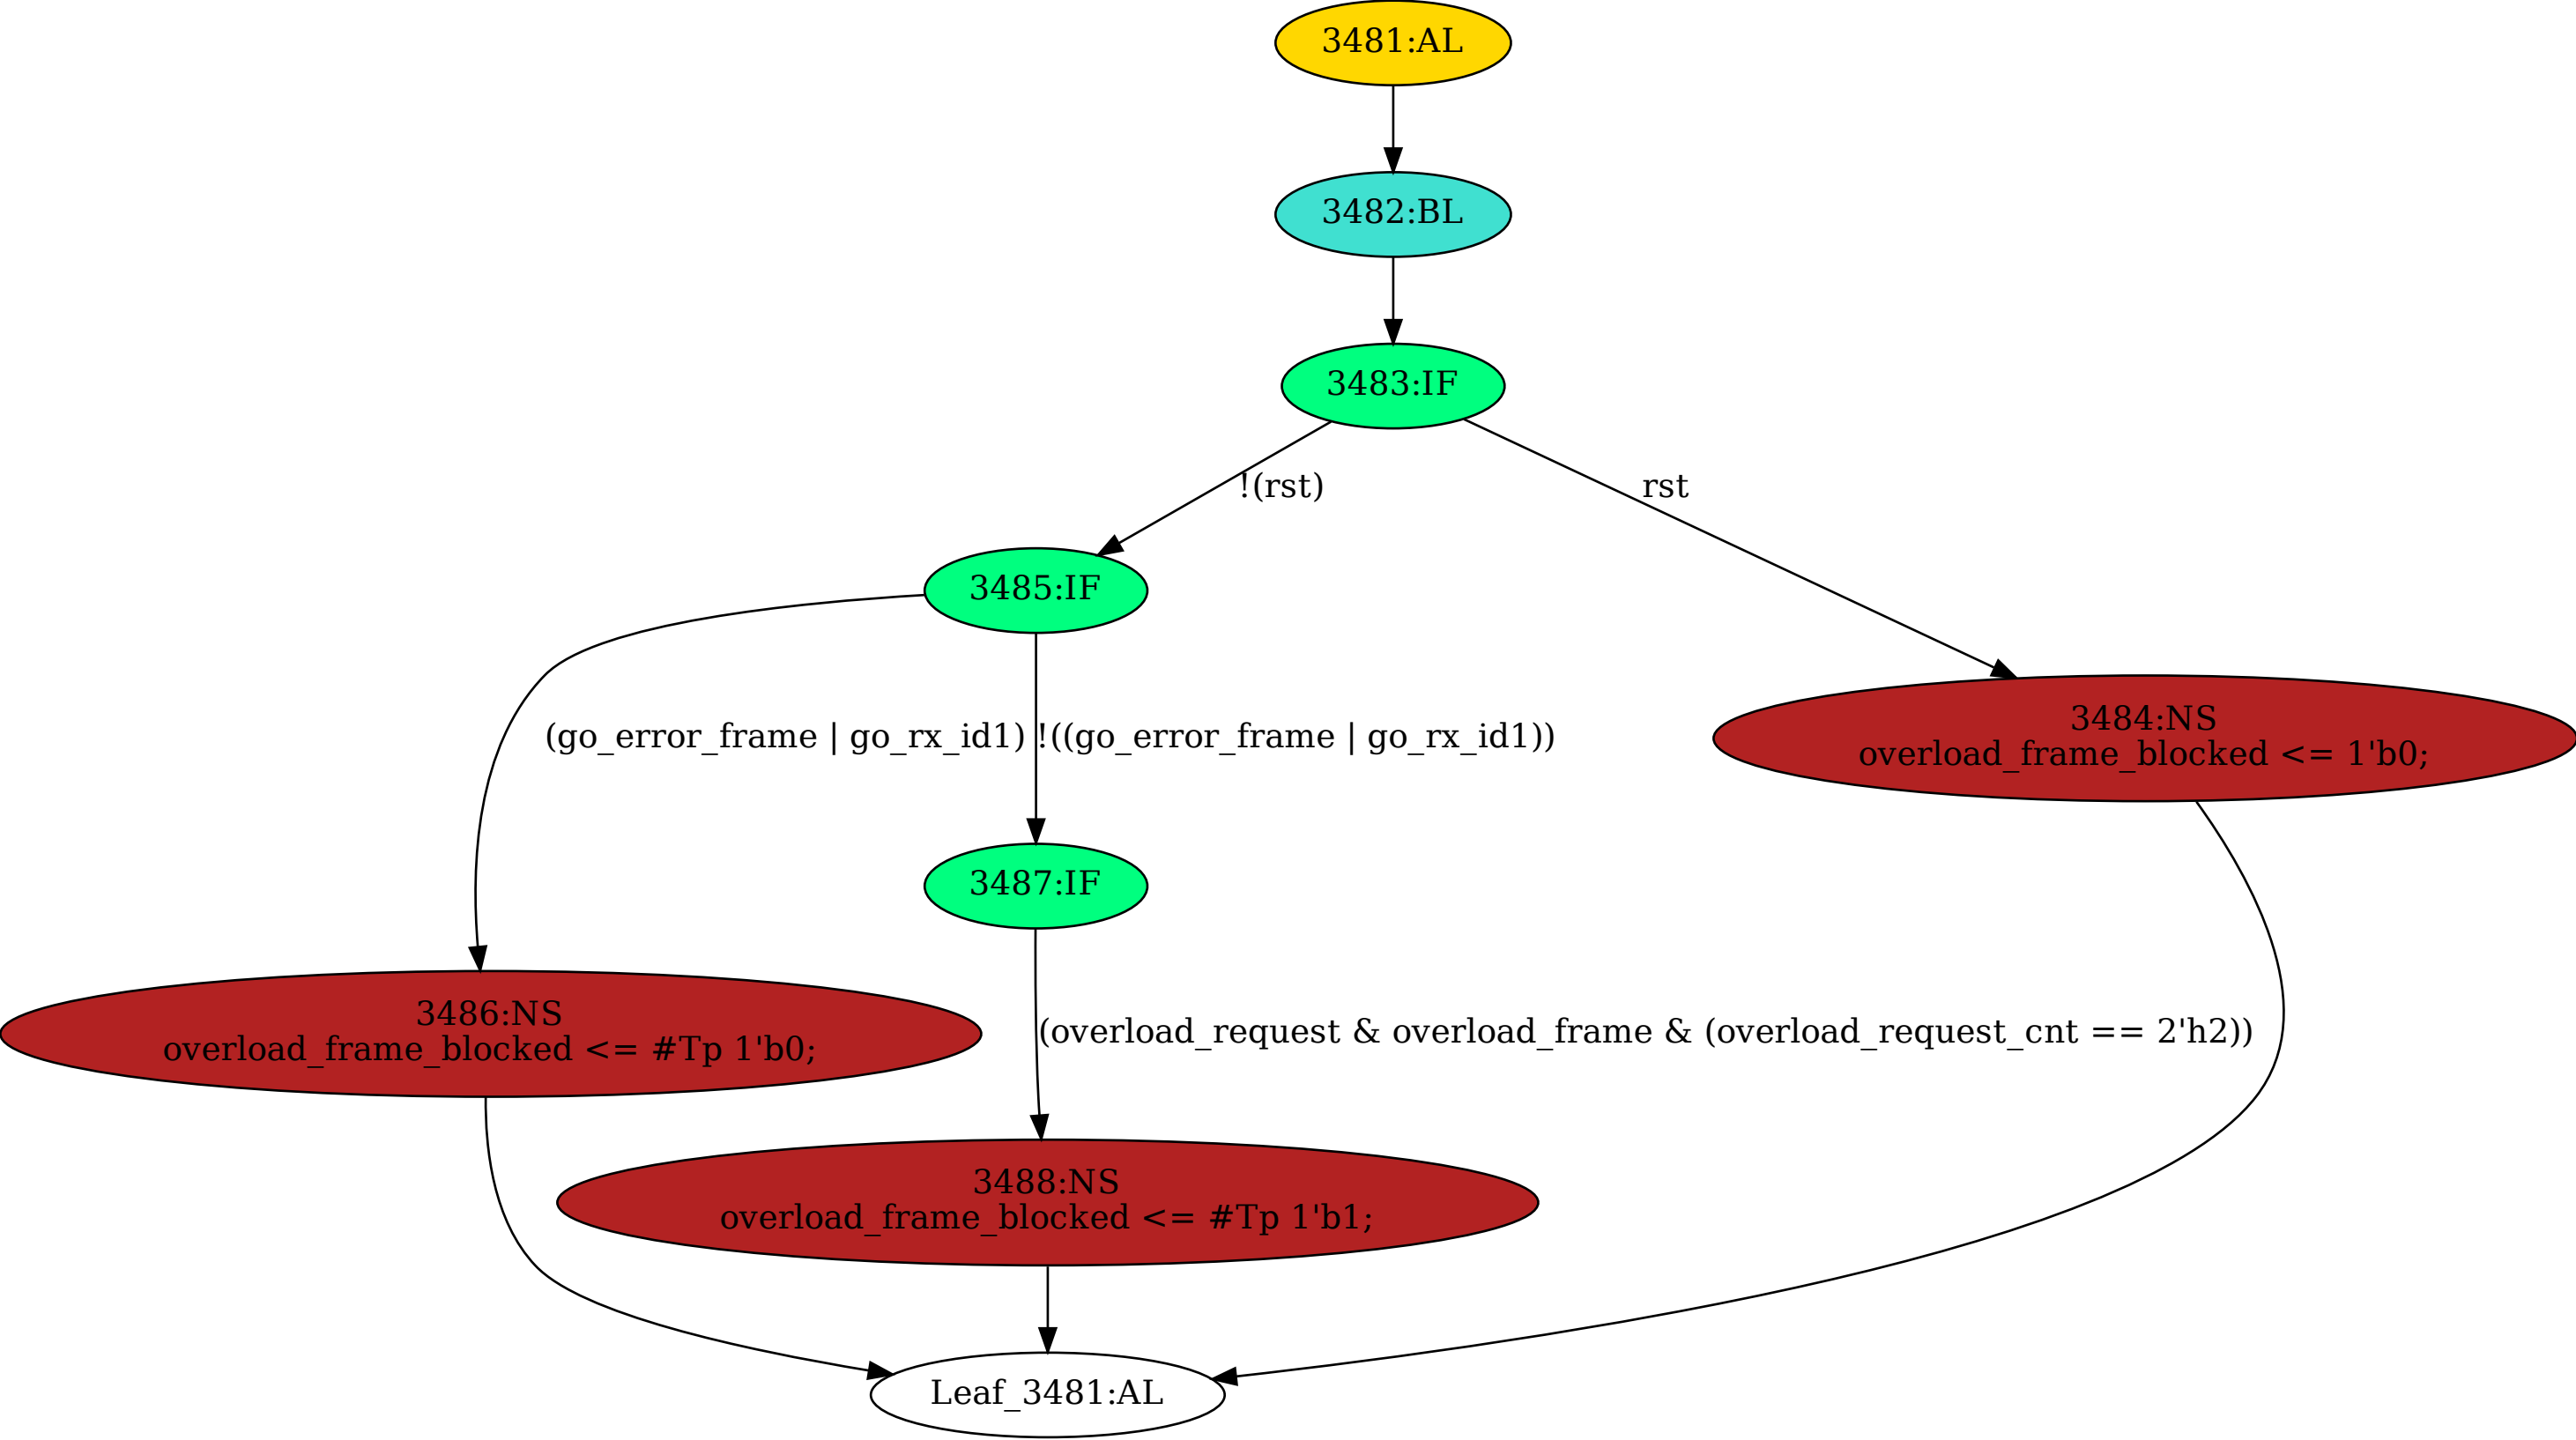 3481:AL
3482:BL
3483:IF
!(rst)
rst
3485:IF
3484:NS
overload_frame_blocked <= 1'b0;
(go_error_frame | go_rx_id1)
!((go_error_frame | go_rx_id1))
3487:IF
3486:NS
overload_frame_blocked <= #Tp 1'b0;
(overload_request & overload_frame & (overload_request_cnt == 2'h2))
3488:NS
overload_frame_blocked <= #Tp 1'b1;
Leaf_3481:AL